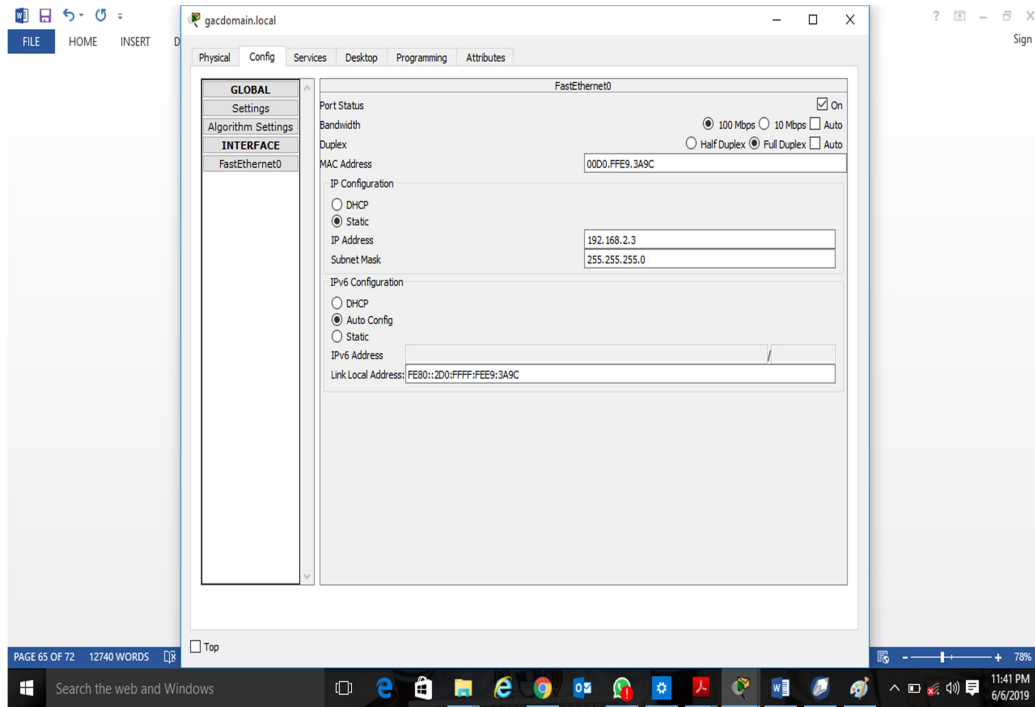 gacdomain.local
FILE HOME INSERT D
Sign
Physical Config Services Desktop Programming Attributes
GLOBAL
Settings
Algorithm Settings
INTERFACE
FastEthernet0
FastEthernet0
Port Status On
Bandwidth 100 Mbps 10 Mbps Auto
Duplex Half Duplex Full Duplex Auto
MAC Address 00D0.FFE9.3A9C
IP Configuration
DHCP
Static
IP Address 192.168.2.3
Subnet Mask 255.255.255.0
IPv6 Configuration
DHCP
Auto Config
Static
IPv6 Address /
Link Local Address: FE80::2D0:FFFF:FEE9:3A9C
Top
PAGE 65 OF 72 12740 WORDS 78%
Search the web and Windows
11:41 PM
6/6/2019